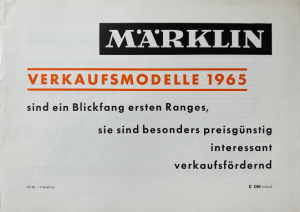 MÄRKLIN
VERKAUFSMODELLE 1965
sind ein Blickfang ersten Ranges,
sie sind besonders preisgünstig
interessant
verkaufsfördernd